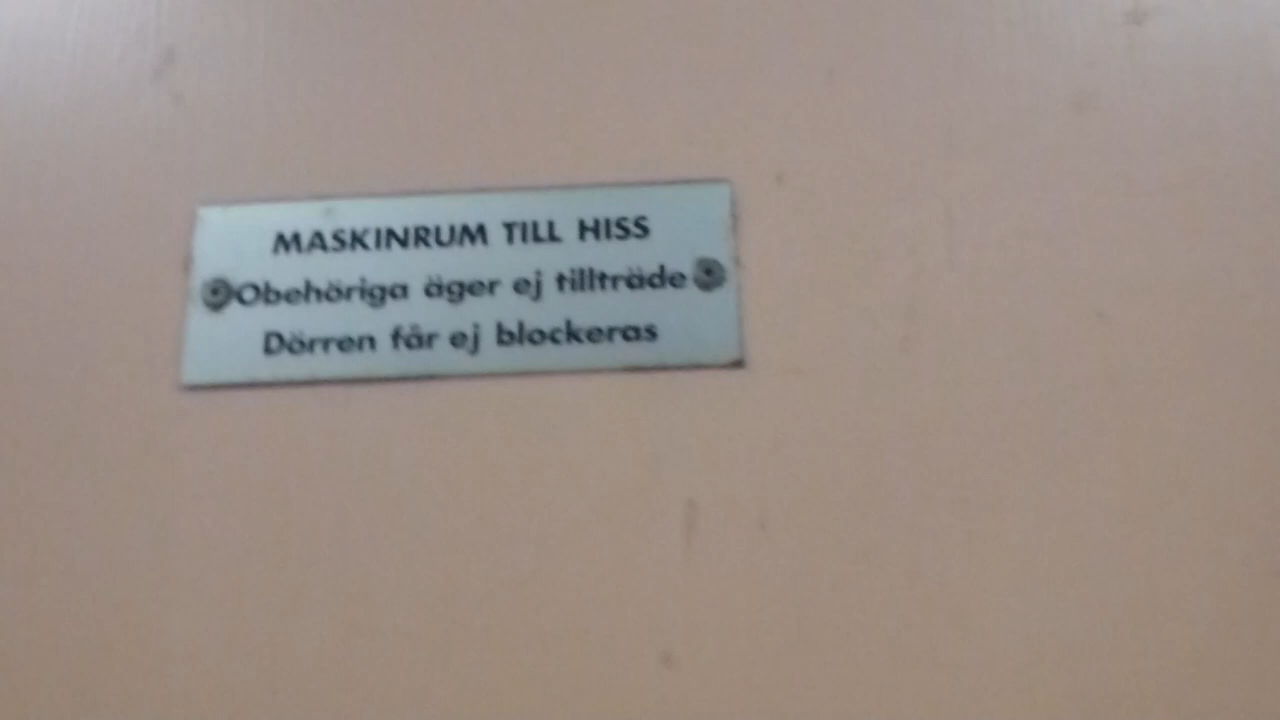 MASKINRUM TILL HISS
Obehöriga äger ej tillträde
Dörren får ej blockeras